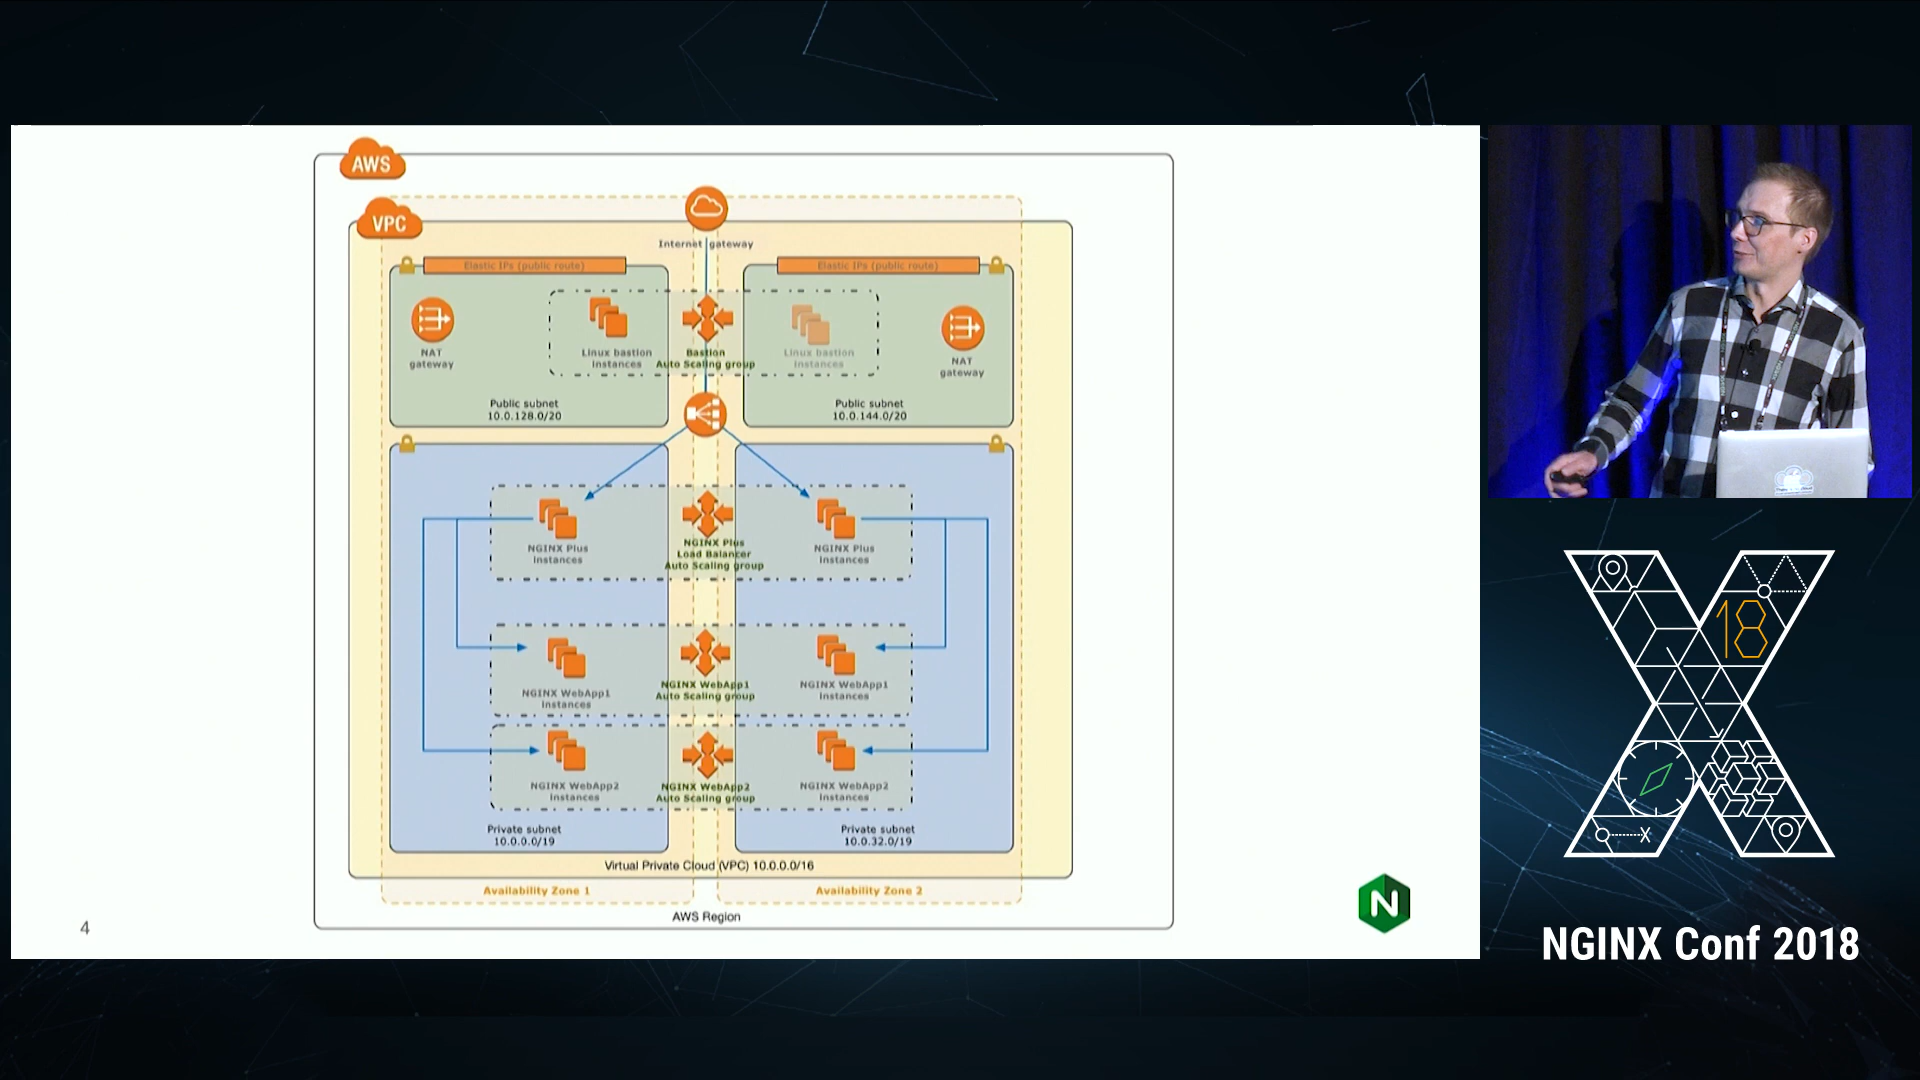 AWS
VPC
Internet gateway
Elastic IPs (public route)
Elastic IPs (public route)
NAT
gateway
Linux bastion
instances
Bastion
Auto Scaling group
Linux bastion
instances
NAT
gateway
Public subnet
10.0.128.0/20
Public subnet
10.0.144.0/20
NGINX Plus
instances
NGINX Plus
Load Balancer
Auto Scaling group
NGINX Plus
instances
NGINX WebApp1
instances
NGINX WebApp1
Auto Scaling group
NGINX WebApp1
instances
NGINX WebApp2
instances
NGINX WebApp2
Auto Scaling group
NGINX WebApp2
instances
Private subnet
10.0.0.0/19
Private subnet
10.0.32.0/19
Virtual Private Cloud (VPC) 10.0.0.0/16
Availability Zone 1
Availability Zone 2
AWS Region
4
N
18
X
NGINX Conf 2018